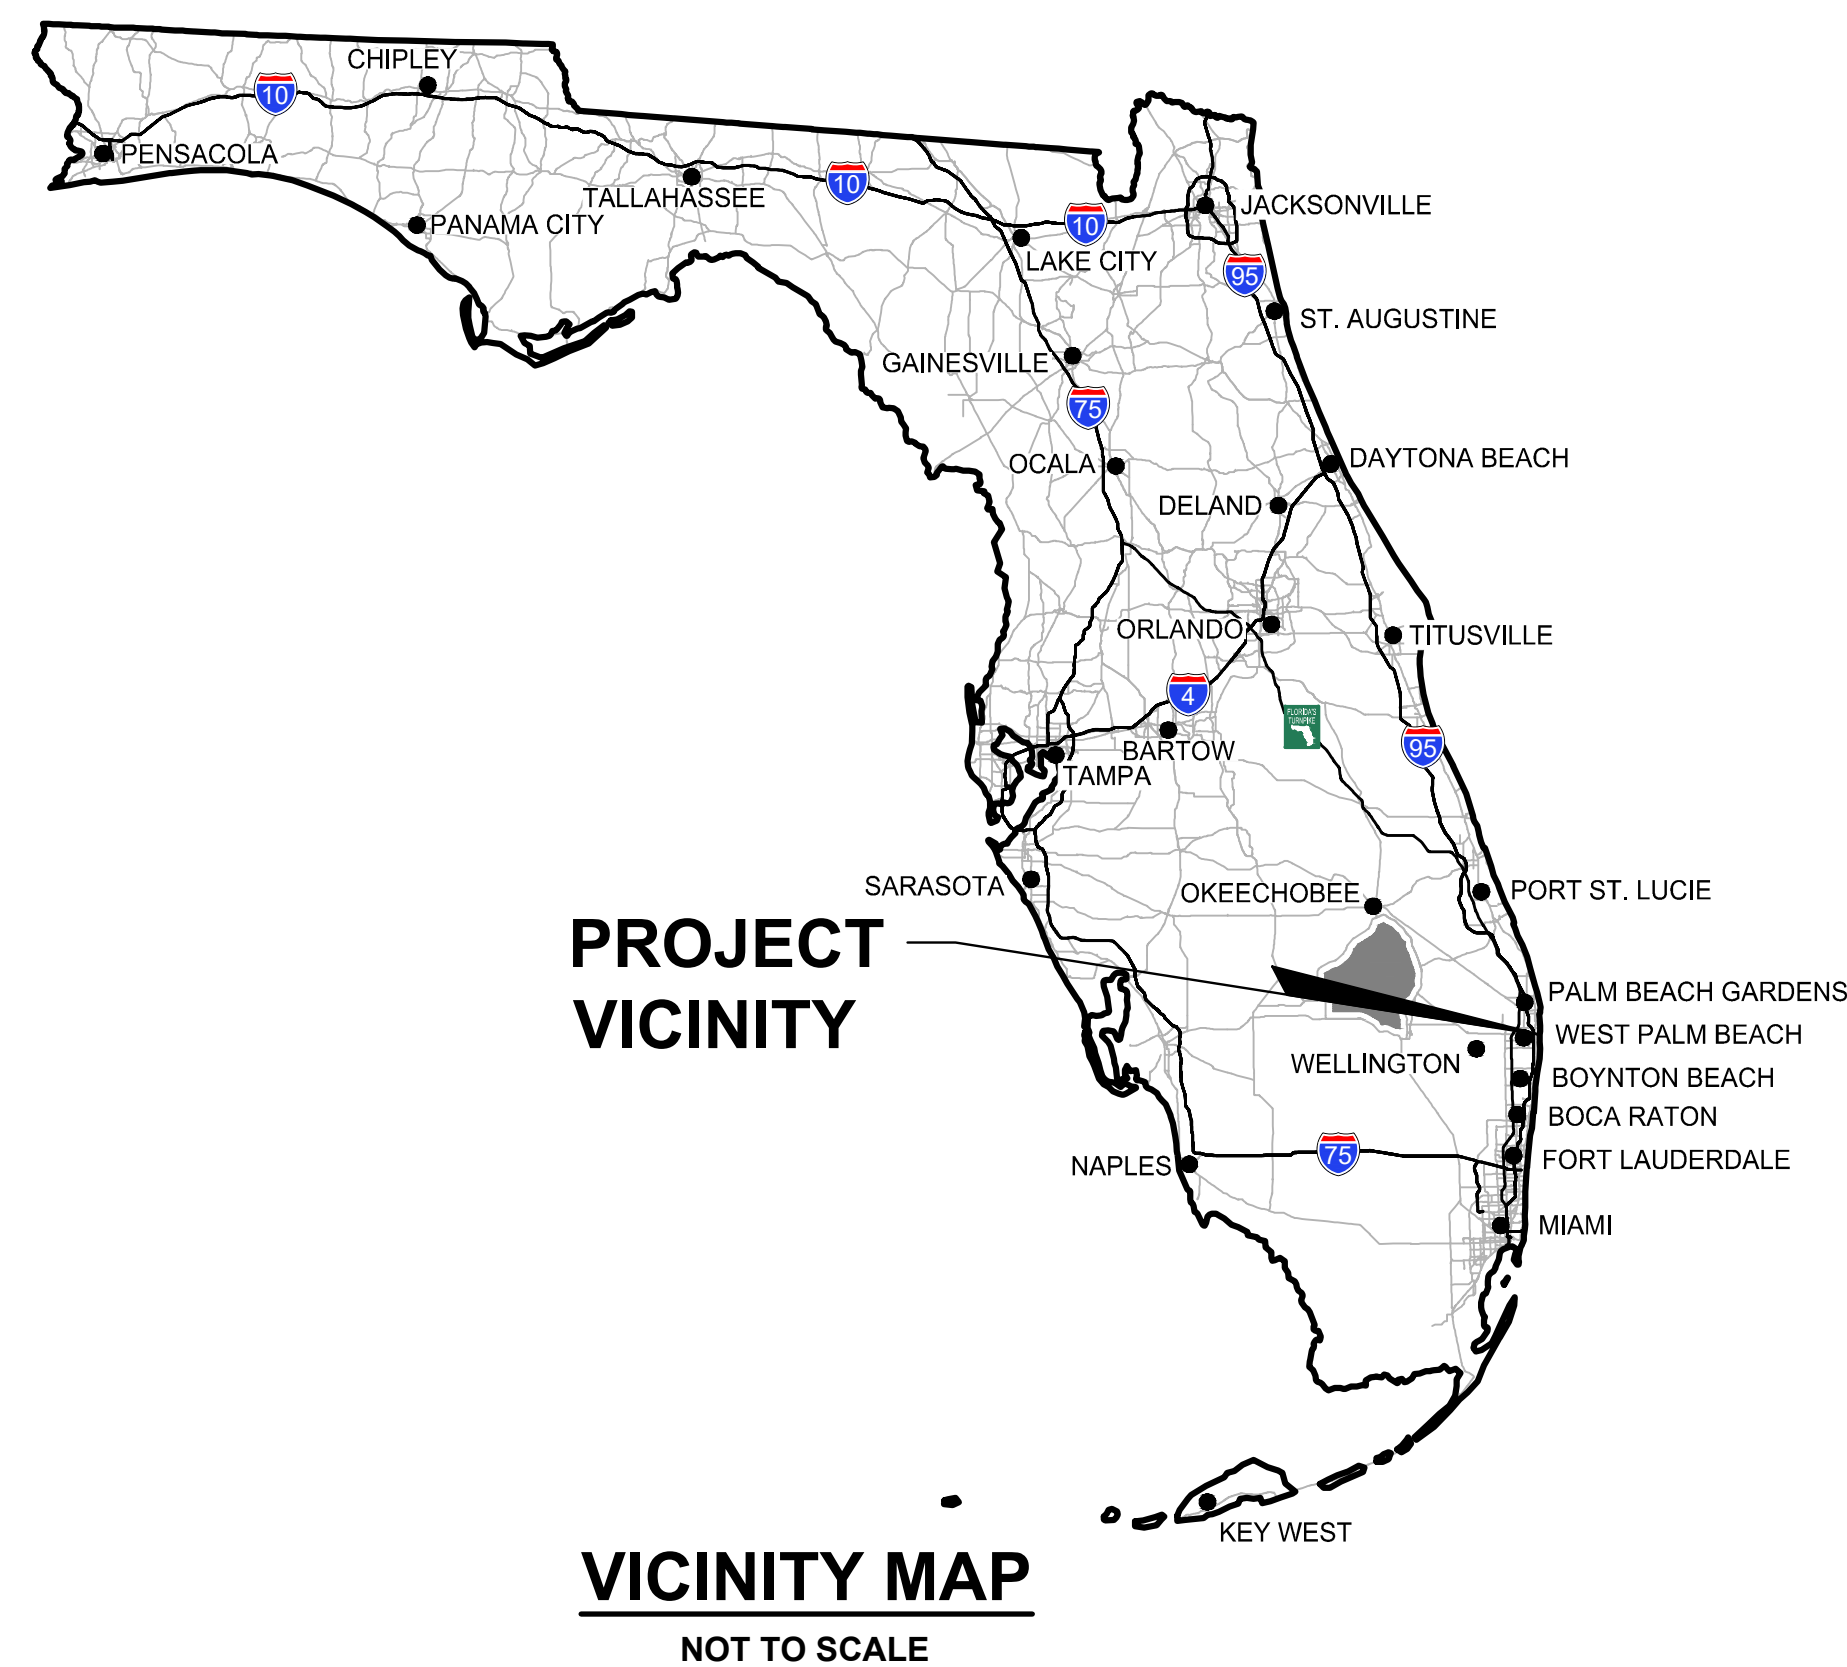 CHIPLEY
10
PENSACOLA
TALLAHASSEE
10
PANAMA CITY
JACKSONVILLE
10
LAKE CITY
95
ST. AUGUSTINE
GAINESVILLE
75
OCALA
DAYTONA BEACH
DELAND
ORLANDO
TITUSVILLE
4
FLORIDA'S
TURNPIKE
95
BARTOW
TAMPA
SARASOTA
OKEECHOBEE
PORT ST. LUCIE
PROJECT
VICINITY
PALM BEACH GARDENS
WEST PALM BEACH
WELLINGTON
BOYNTON BEACH
BOCA RATON
75
FORT LAUDERDALE
NAPLES
MIAMI
KEY WEST
VICINITY MAP
NOT TO SCALE